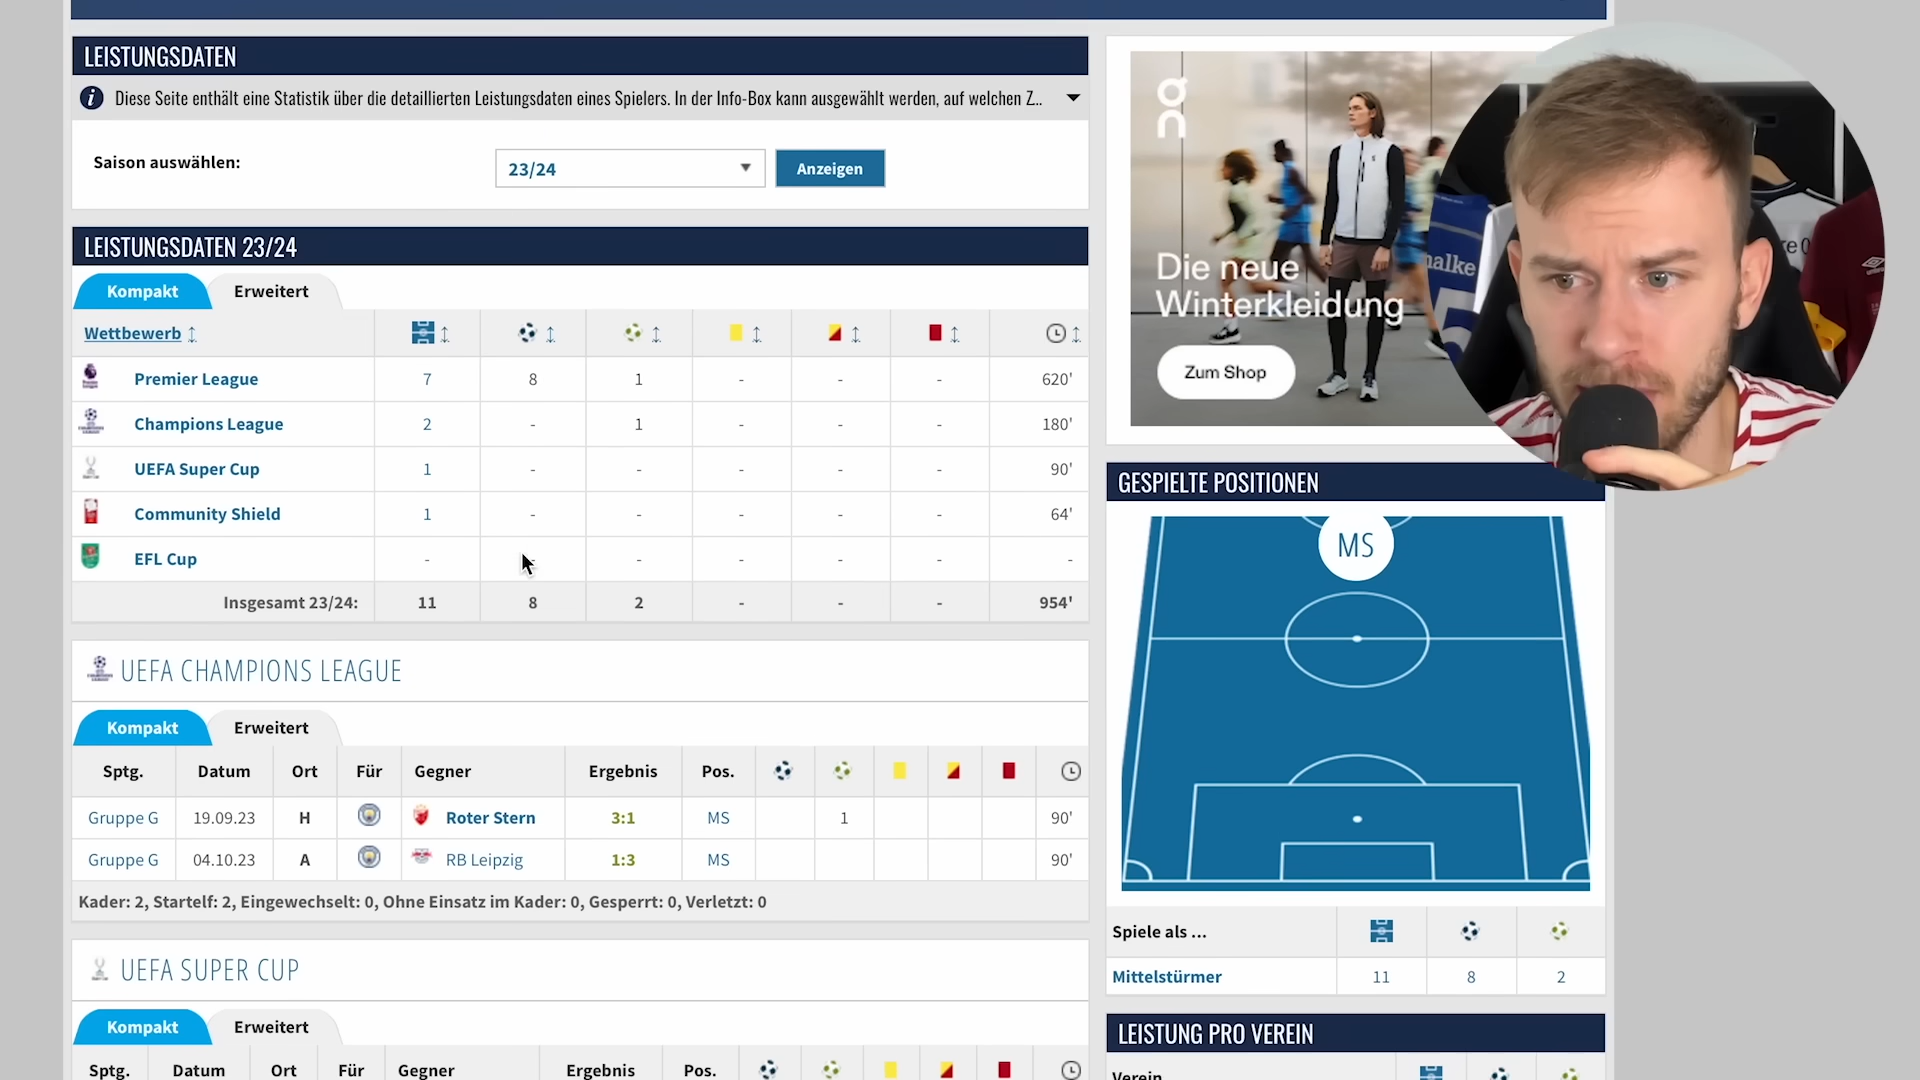 LEISTUNGSDATEN
Diese Seite enthält eine Statistik über die detaillierten Leistungsdaten eines Spielers. In der Info-Box kann ausgewählt werden, auf welchen Z...
Saison auswählen: 23/24 Anzeigen
LEISTUNGSDATEN 23/24
Kompakt Erweitert
Wettbewerb
Premier League 7 8 1 - - - 620'
Champions League 2 - 1 - - - 180'
UEFA Super Cup 1 - - - - - 90'
Community Shield 1 - - - - - 64'
EFL Cup - - - - - - -
Insgesamt 23/24: 11 8 2 - - - 954'
UEFA CHAMPIONS LEAGUE
Kompakt Erweitert
Sptg. Datum Ort Für Gegner Ergebnis Pos.
Gruppe G 19.09.23 H Roter Stern 3:1 MS 1 90'
Gruppe G 04.10.23 A RB Leipzig 1:3 MS 90'
Kader: 2, Startelf: 2, Eingewechselt: 0, Ohne Einsatz im Kader: 0, Gesperrt: 0, Verletzt: 0
UEFA SUPER CUP
Kompakt Erweitert
Sptg. Datum Ort Für Gegner Ergebnis Pos.
on
Die neue
Winterkleidung
Zum Shop
alke
GESPIELTE POSITIONEN
MS
Spiele als ...
Mittelstürmer 11 8 2
LEISTUNG PRO VEREIN
Verein